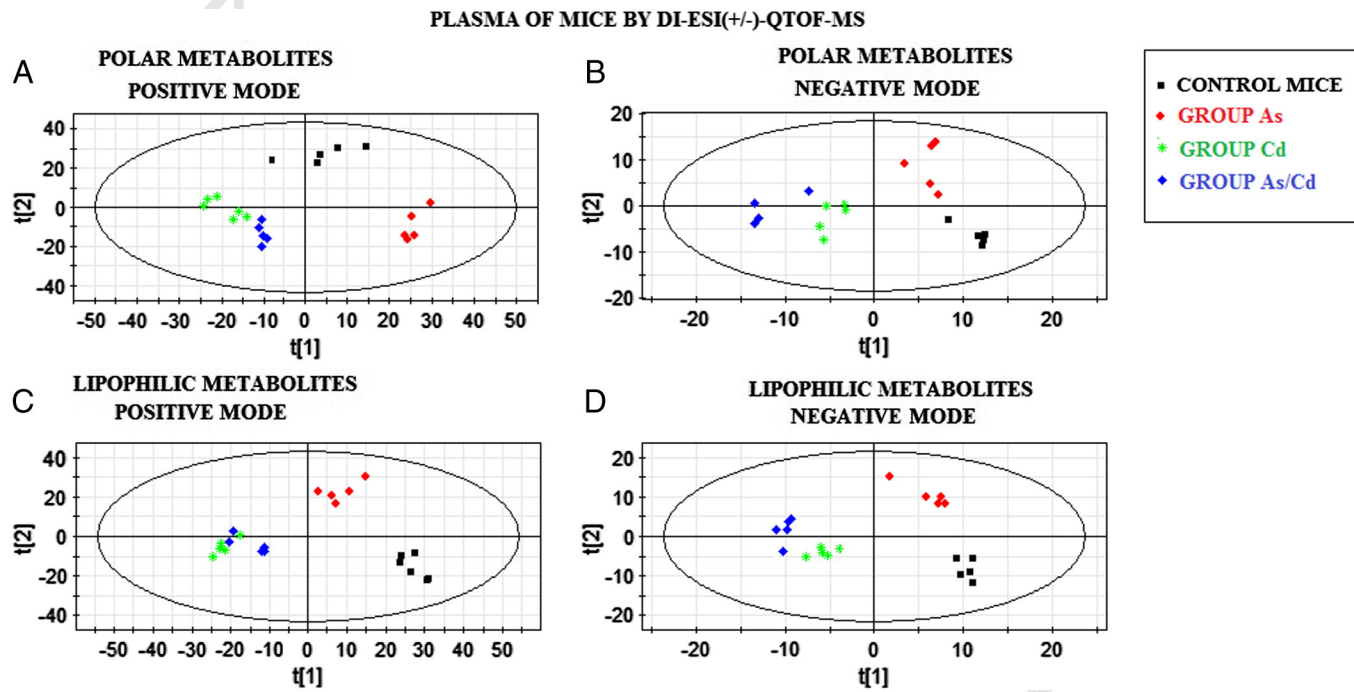 PLASMA OF MICE BY DI-ESI(+/-)-QTOF-MS
A
POLAR METABOLITES
POSITIVE MODE
t[2]
40
20
0
-20
-40
-50 -40 -30 -20 -10 0 10 20 30 40 50
t[1]
B
POLAR METABOLITES
NEGATIVE MODE
t[2]
20
10
0
-10
-20
-20 -10 0 10 20
t[1]
CONTROL MICE
GROUP As
GROUP Cd
GROUP As/Cd
C
LIPOPHILIC METABOLITES
POSITIVE MODE
t[2]
40
20
0
-20
-40
-50 -40 -30 -20 -10 0 10 20 30 40 50
t[1]
D
LIPOPHILIC METABOLITES
NEGATIVE MODE
t[2]
20
10
0
-10
-20
-20 -10 0 10 20
t[1]